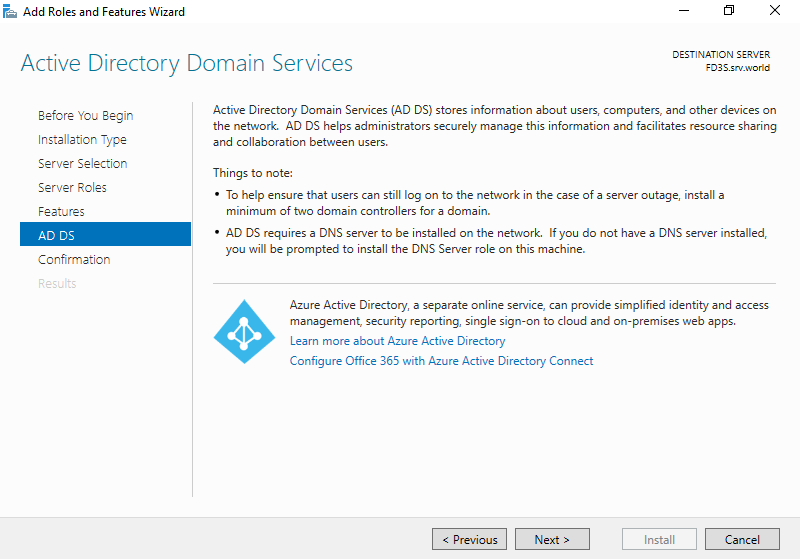 Add Roles and Features Wizard
Active Directory Domain Services
DESTINATION SERVER
FD3S.srv.world
Before You Begin
Installation Type
Server Selection
Server Roles
Features
AD DS
Confirmation
Results
Active Directory Domain Services (AD DS) stores information about users, computers, and other devices on
the network.  AD DS helps administrators securely manage this information and facilitates resource sharing
and collaboration between users.
Things to note:
• To help ensure that users can still log on to the network in the case of a server outage, install a
minimum of two domain controllers for a domain.
• AD DS requires a DNS server to be installed on the network.  If you do not have a DNS server installed,
you will be prompted to install the DNS Server role on this machine.
Azure Active Directory, a separate online service, can provide simplified identity and access
management, security reporting, single sign-on to cloud and on-premises web apps.
Learn more about Azure Active Directory
Configure Office 365 with Azure Active Directory Connect
< Previous
Next >
Install
Cancel